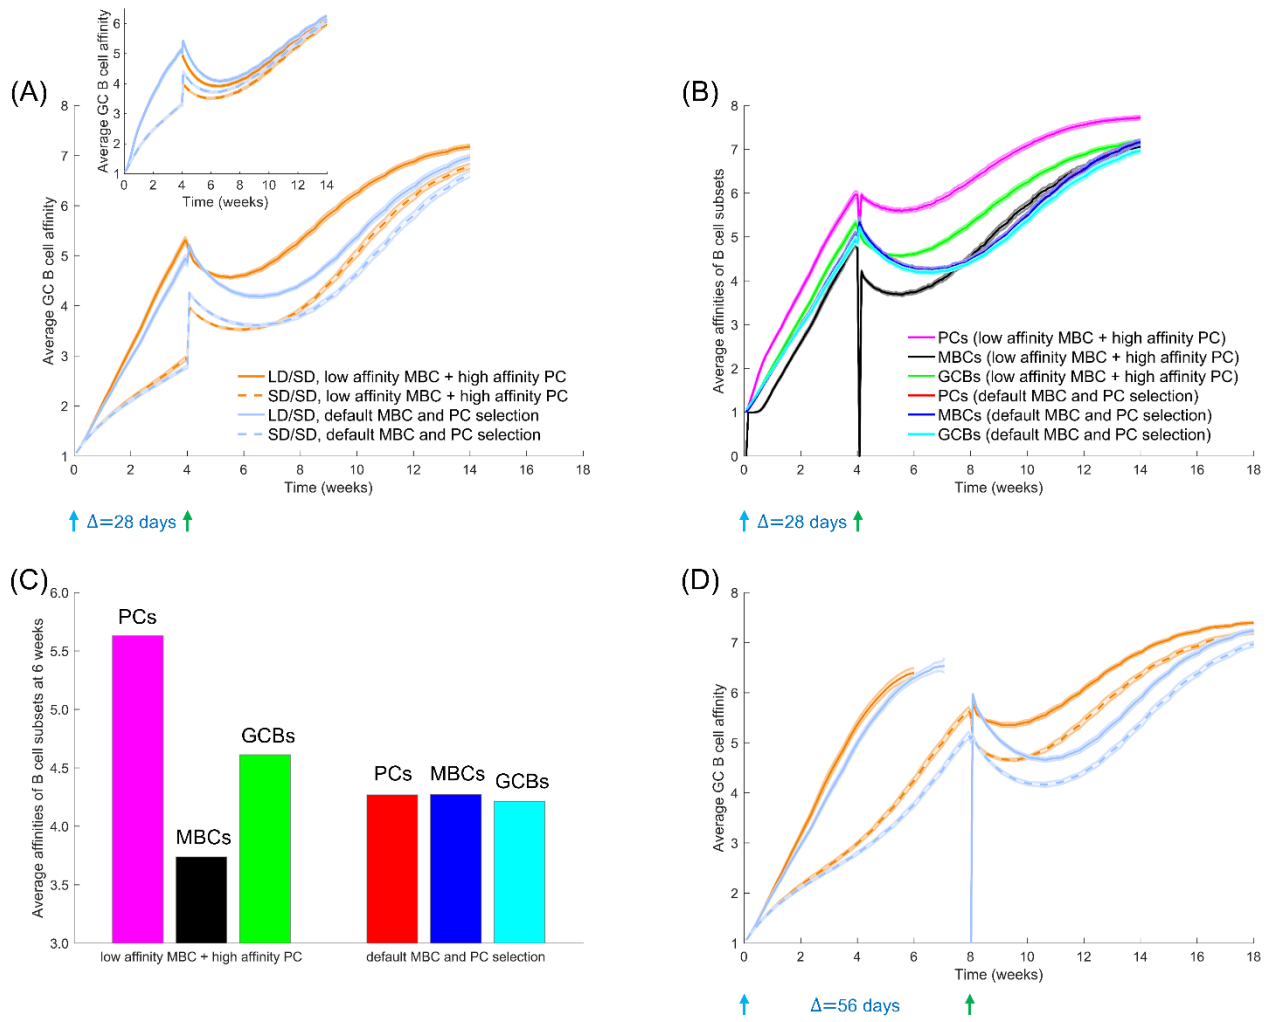 (A)
Average GC B cell affinity
6
5
4
3
2
1
0 2 4 6 8 10 12 14
Time (weeks)
Average GC B cell affinity
8
7
6
5
4
3
2
1
LD/SD, low affinity MBC + high affinity PC
SD/SD, low affinity MBC + high affinity PC
LD/SD, default MBC and PC selection
SD/SD, default MBC and PC selection
0 2 4 6 8 10 12 14 16 18
Time (weeks)
Δ=28 days
(B)
Average affinities of B cell subsets
8
7
6
5
4
3
2
1
0
PCs (low affinity MBC + high affinity PC)
MBCs (low affinity MBC + high affinity PC)
GCBs (low affinity MBC + high affinity PC)
PCs (default MBC and PC selection)
MBCs (default MBC and PC selection)
GCBs (default MBC and PC selection)
0 2 4 6 8 10 12 14 16 18
Time (weeks)
Δ=28 days
(C)
Average affinities of B cell subsets at 6 weeks
6.0
5.5
5.0
4.5
4.0
3.5
3.0
PCs
MBCs
GCBs
PCs
MBCs
GCBs
low affinity MBC + high affinity PC
default MBC and PC selection
(D)
Average GC B cell affinity
8
7
6
5
4
3
2
1
0 2 4 6 8 10 12 14 16 18
Time (weeks)
Δ=56 days